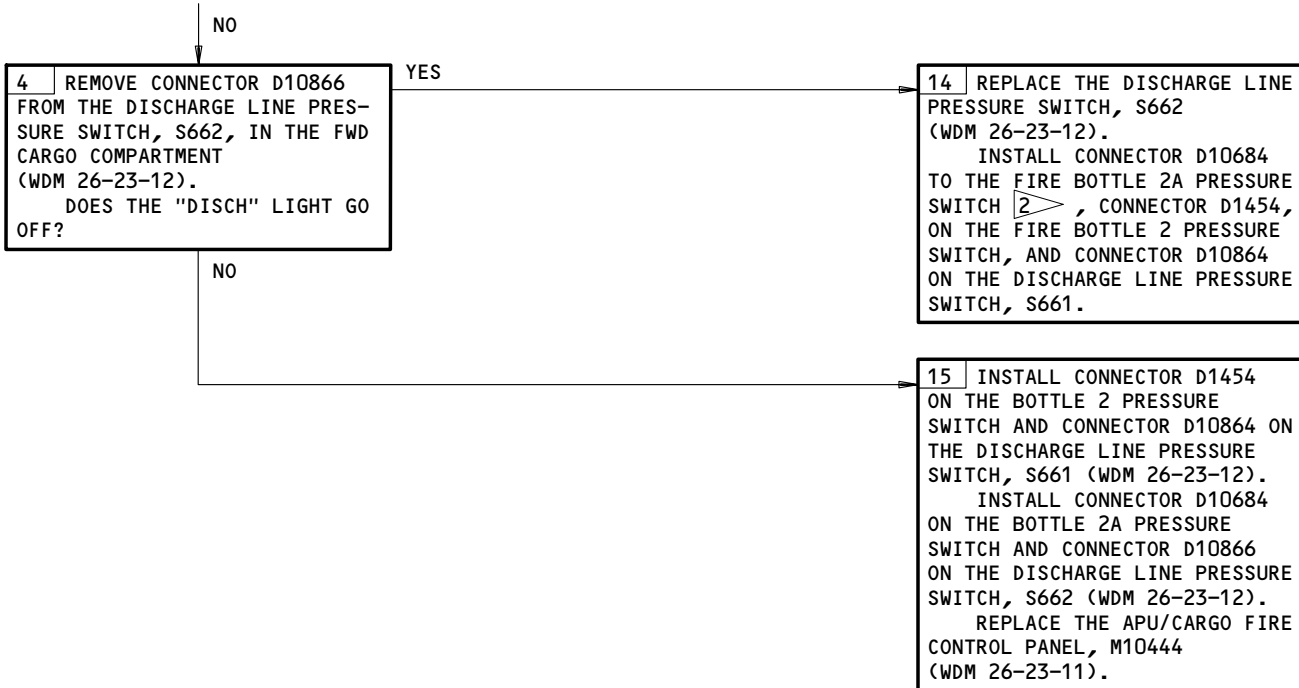 NO
4 REMOVE CONNECTOR D10866
FROM THE DISCHARGE LINE PRES-
SURE SWITCH, S662, IN THE FWD
CARGO COMPARTMENT
(WDM 26-23-12).
DOES THE "DISCH" LIGHT GO
OFF?
YES
NO
14 REPLACE THE DISCHARGE LINE
PRESSURE SWITCH, S662
(WDM 26-23-12).
INSTALL CONNECTOR D10684
TO THE FIRE BOTTLE 2A PRESSURE
SWITCH 2 , CONNECTOR D1454,
ON THE FIRE BOTTLE 2 PRESSURE
SWITCH, AND CONNECTOR D10864
ON THE DISCHARGE LINE PRESSURE
SWITCH, S661.
15 INSTALL CONNECTOR D1454
ON THE BOTTLE 2 PRESSURE
SWITCH AND CONNECTOR D10864 ON
THE DISCHARGE LINE PRESSURE
SWITCH, S661 (WDM 26-23-12).
INSTALL CONNECTOR D10684
ON THE BOTTLE 2A PRESSURE
SWITCH AND CONNECTOR D10866
ON THE DISCHARGE LINE PRESSURE
SWITCH, S662 (WDM 26-23-12).
REPLACE THE APU/CARGO FIRE
CONTROL PANEL, M10444
(WDM 26-23-11).